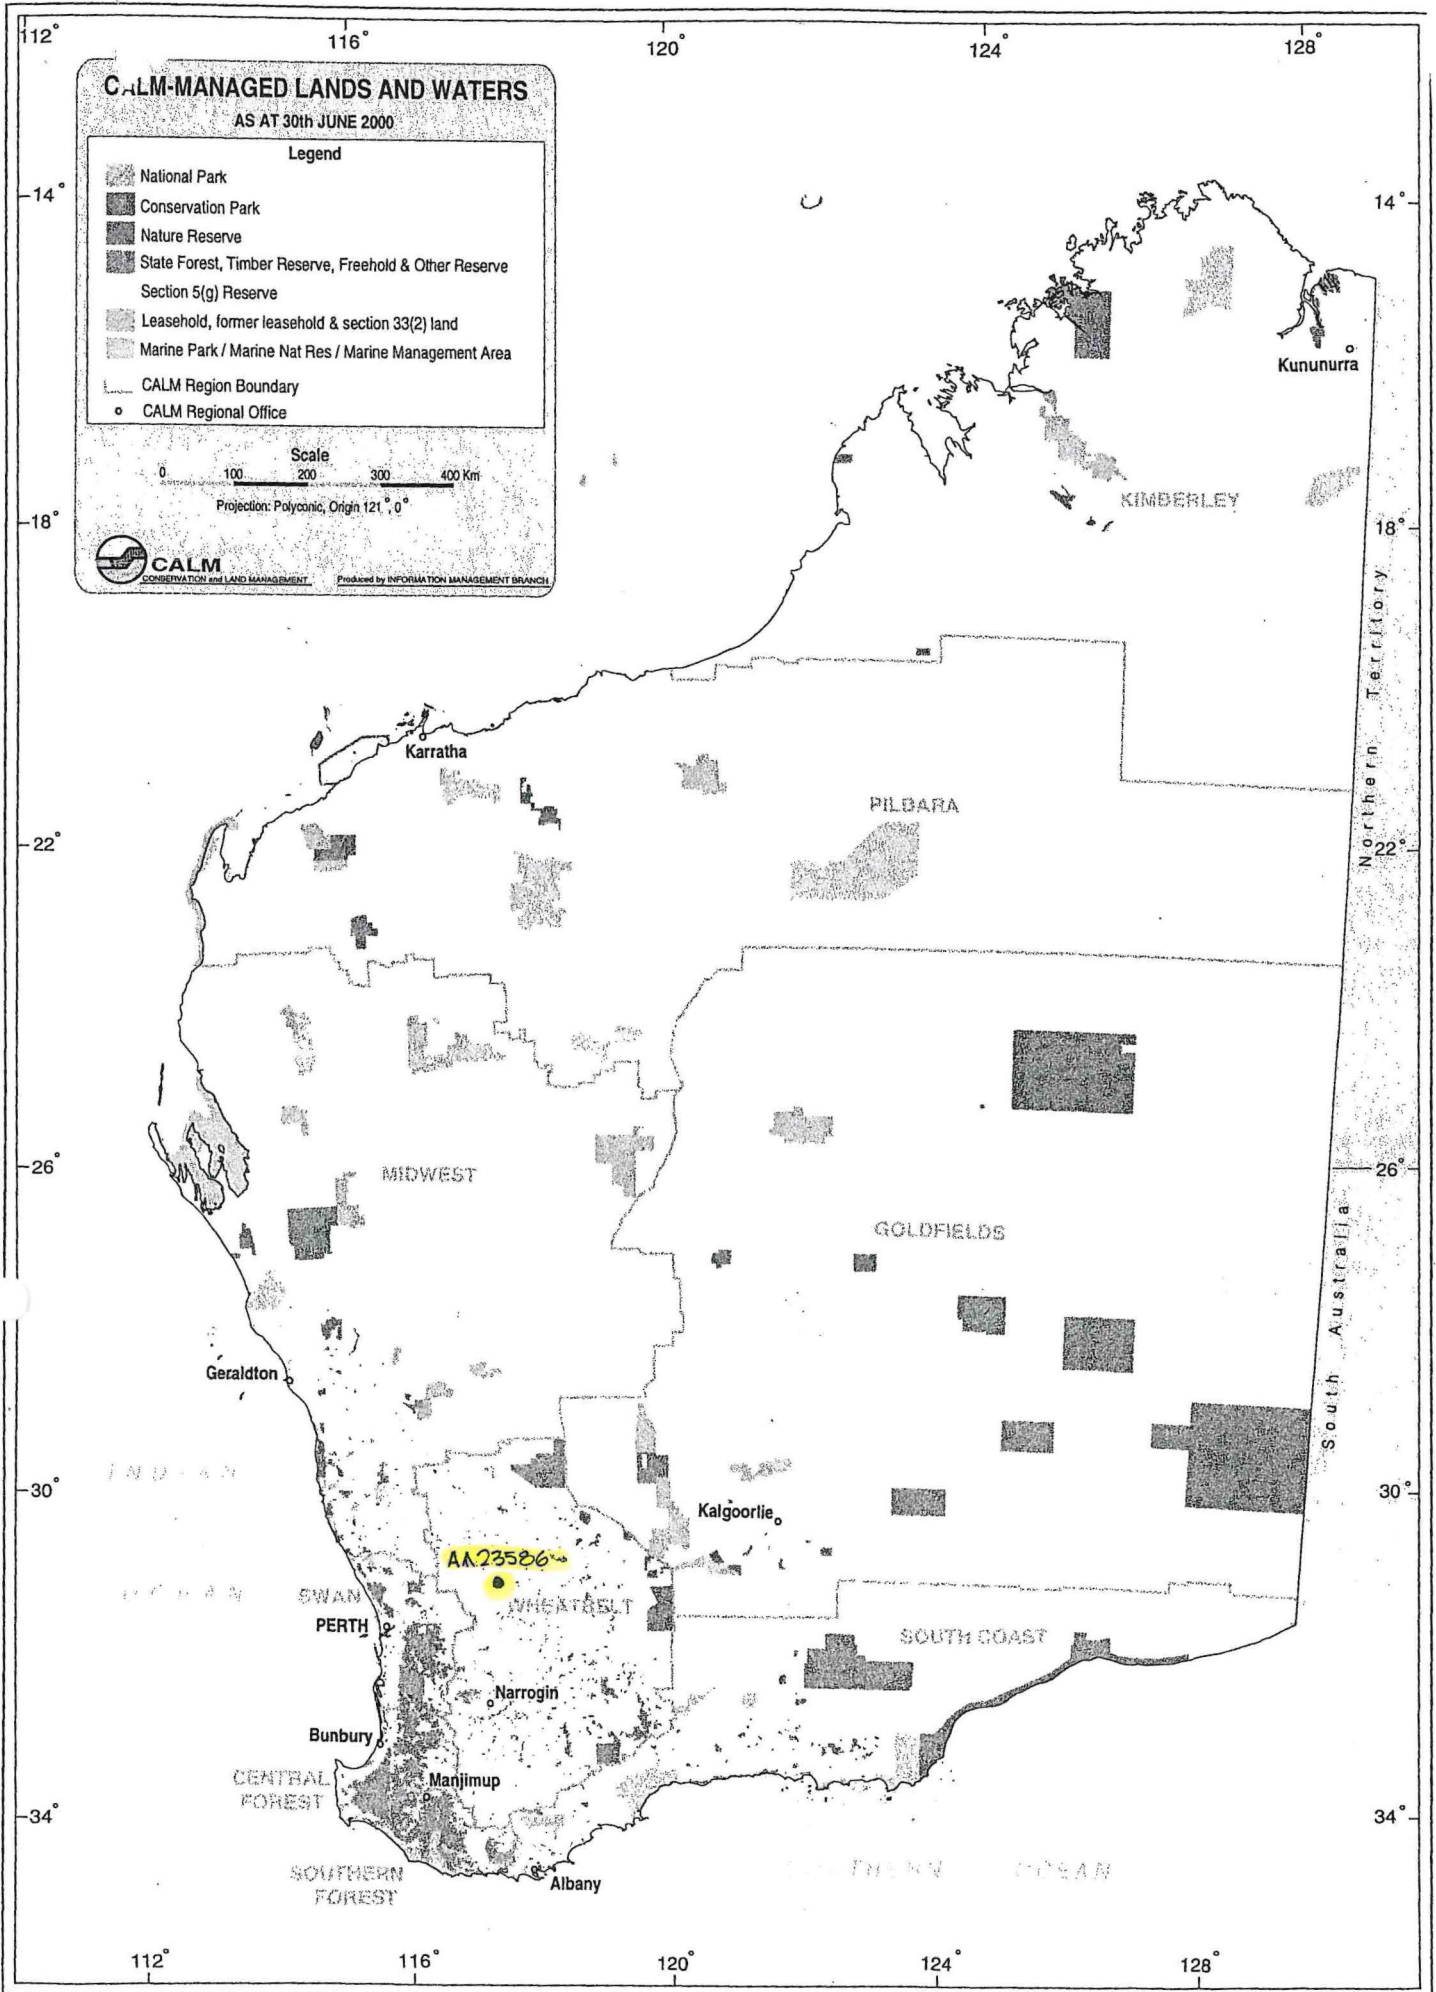 112° 116° 120° 124° 128°
CALM-MANAGED LANDS AND WATERS
AS AT 30th JUNE 2000
Legend
National Park
Conservation Park
Nature Reserve
State Forest, Timber Reserve, Freehold & Other Reserve
Section 5(g) Reserve
Leasehold, former leasehold & section 33(2) land
Marine Park / Marine Nat Res / Marine Management Area
CALM Region Boundary
CALM Regional Office
Scale
0 100 200 300 400 Km
Projection: Polyconic, Origin 121°, 0°
CALM
CONSERVATION and LAND MANAGEMENT
Produced by INFORMATION MANAGEMENT BRANCH
14° 14°
Kununurra
KIMBERLEY
18° 18°
Northern Territory
Karratha
PILBARA
22° 22°
26° 26°
MIDWEST
GOLDFIELDS
South Australia
Geraldton
INDIAN
30° 30°
Kalgoorlie
23586
OCEAN
SWAN
WHEATBELT
PERTH
SOUTH COAST
Narrogin
Bunbury
CENTRAL
FOREST
Manjimup
34° 34°
SOUTHERN
FOREST
Albany
OCEAN
112° 116° 120° 124° 128°